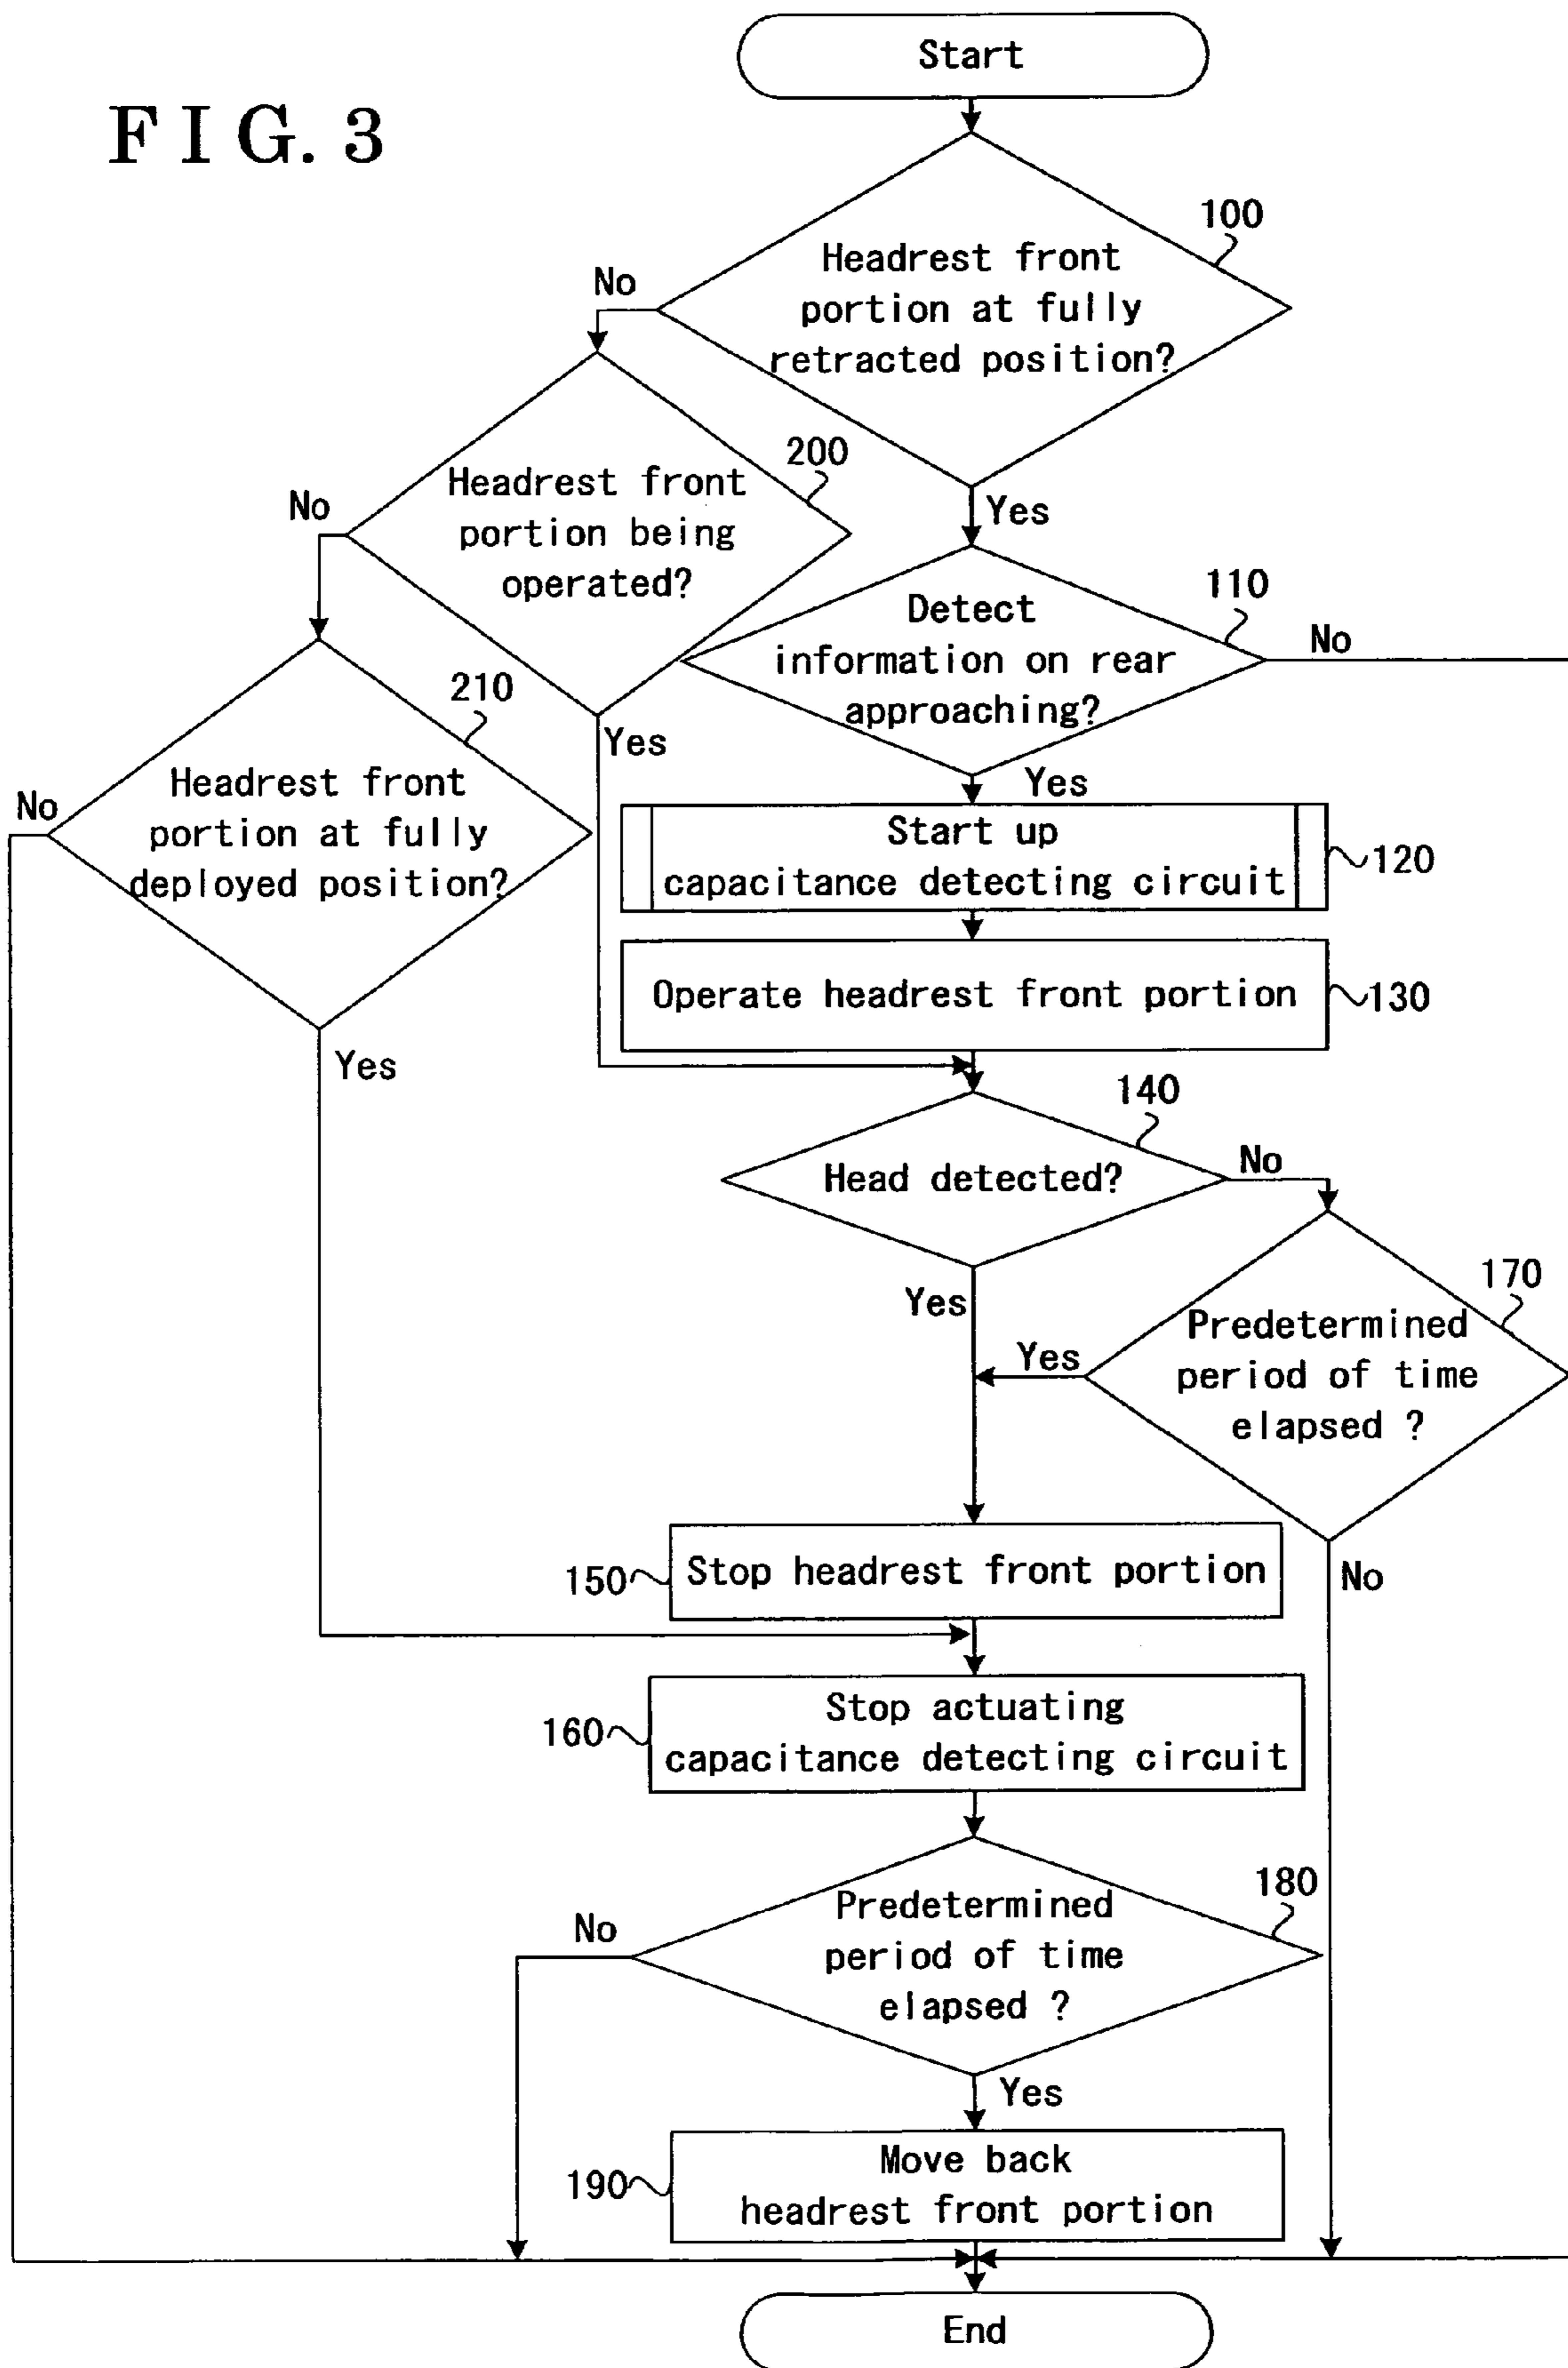 FIG. 3
Start
100
Headrest front
portion at fully
retracted position?
No
Yes
200
Headrest front
portion being
operated?
No
Yes
110
Detect
information on rear
approaching?
No
Yes
210
Headrest front
portion at fully
deployed position?
No
Yes
Start up
capacitance detecting circuit
120
Operate headrest front portion
130
140
Head detected?
No
Yes
170
Predetermined
period of time
elapsed ?
Yes
No
150
Stop headrest front portion
160
Stop actuating
capacitance detecting circuit
180
Predetermined
period of time
elapsed ?
No
Yes
190
Move back
headrest front portion
End